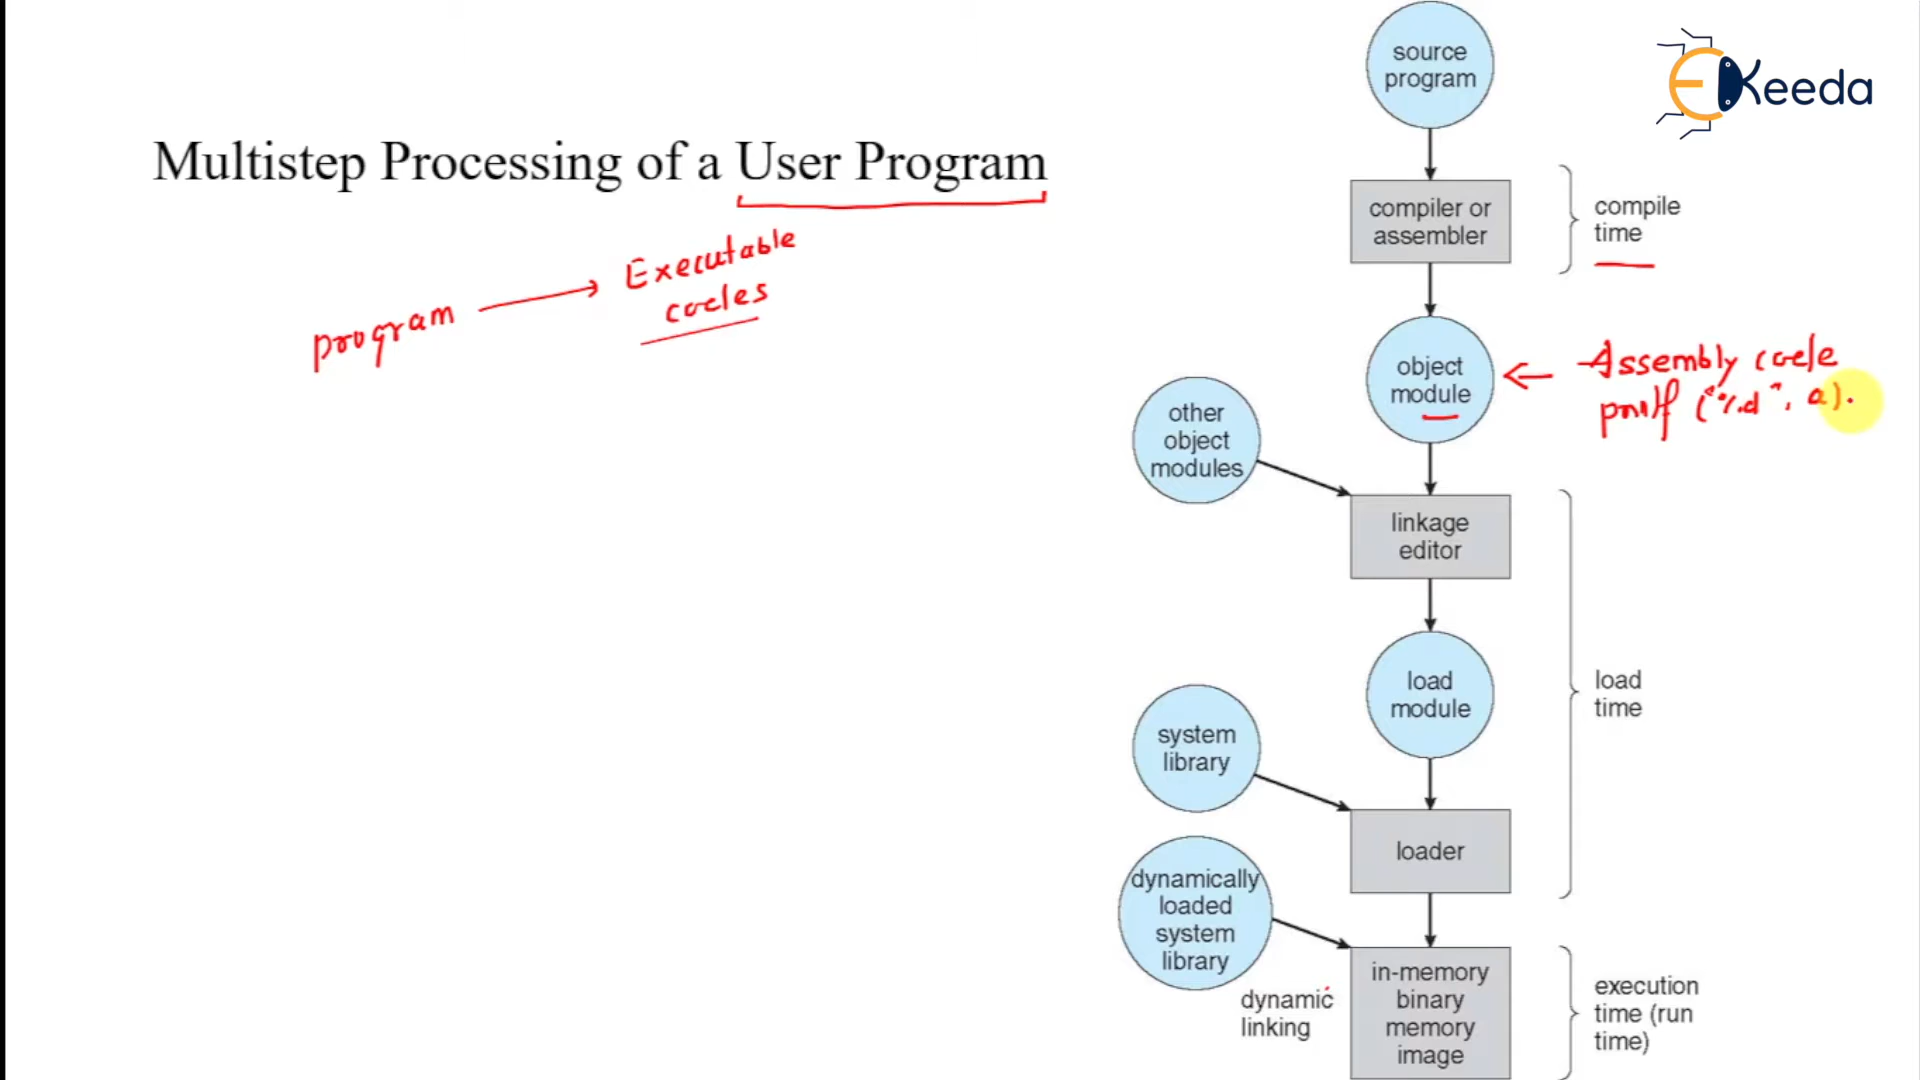 source
program
EKeeda
Multistep Processing of a User Program
compiler or
assembler
compile
time
Executable
codes
program
object
module
Assembly code
printf ("%d", a).
other
object
modules
linkage
editor
load
module
load
time
system
library
loader
dynamically
loaded
system
library
dynamic
linking
in-memory
binary
memory
image
execution
time (run
time)